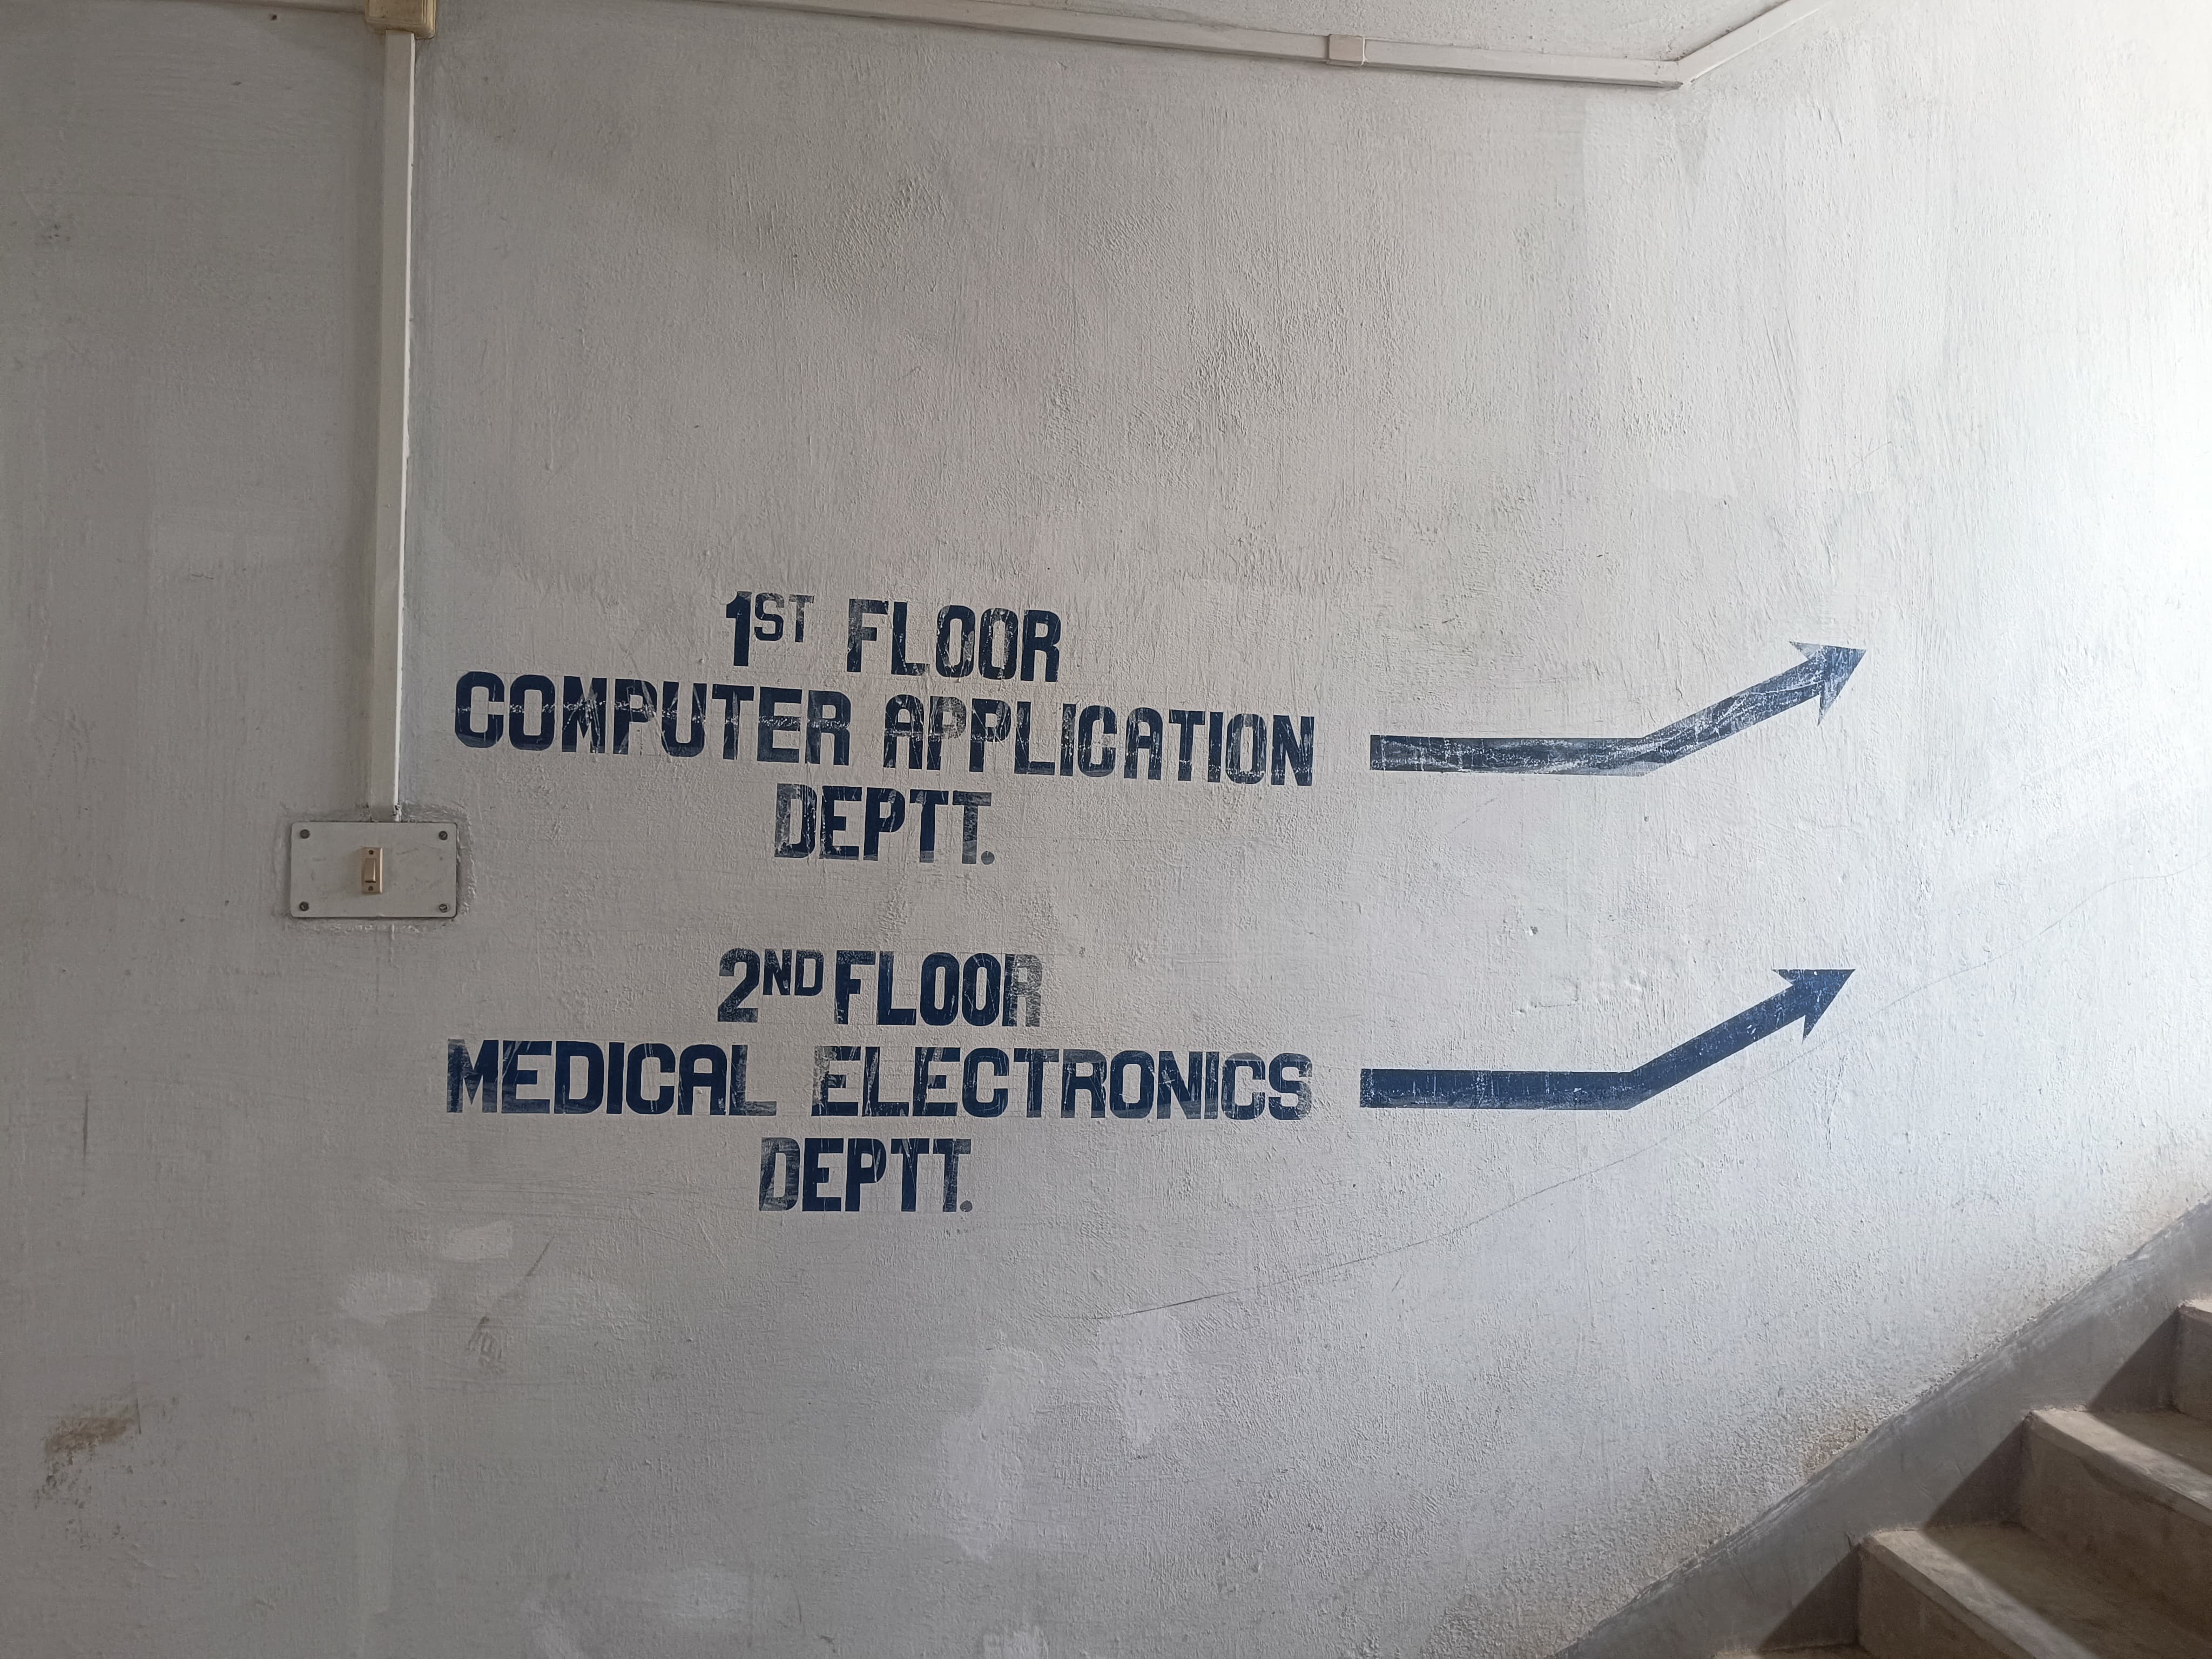 1ST FLOOR
COMPUTER APPLICATION
DEPTT.
2ND FLOOR
MEDICAL ELECTRONICS
DEPTT.